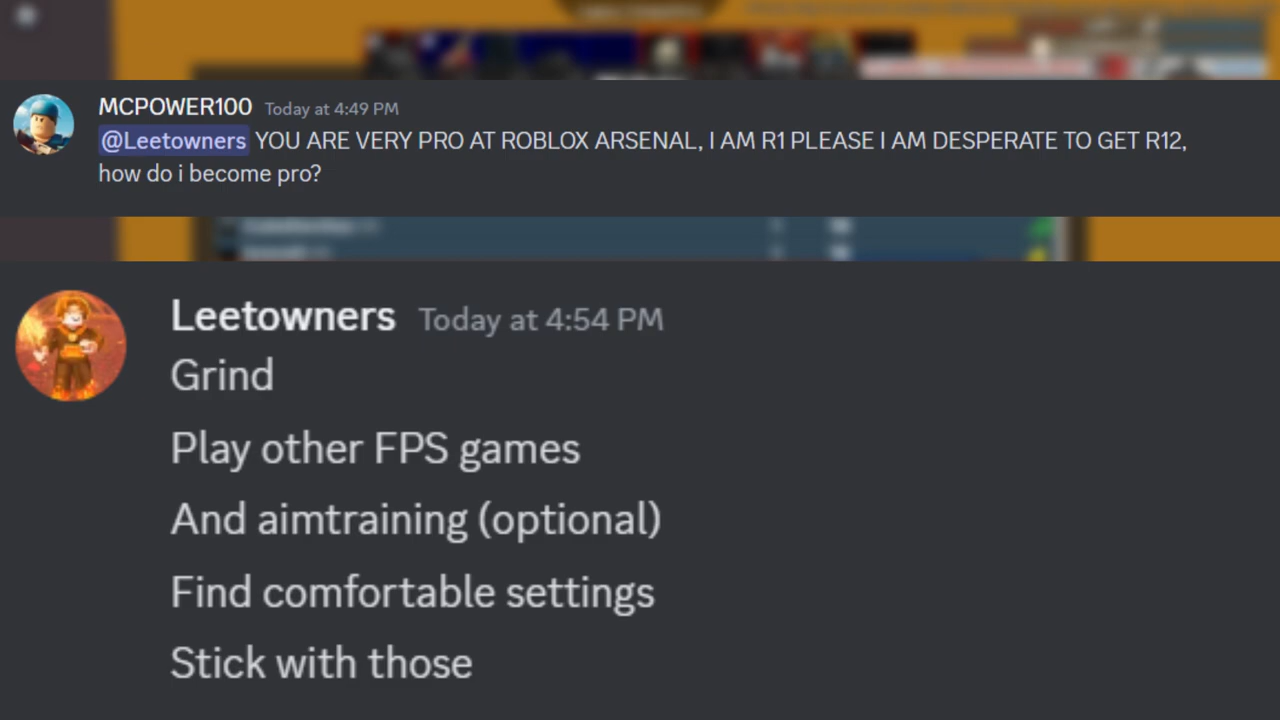 MCPOWER100 Today at 4:49 PM
@Leetowners YOU ARE VERY PRO AT ROBLOX ARSENAL, I AM R1 PLEASE I AM DESPERATE TO GET R12,
how do i become pro?
Leetowners Today at 4:54 PM
Grind
Play other FPS games
And aimtraining (optional)
Find comfortable settings
Stick with those